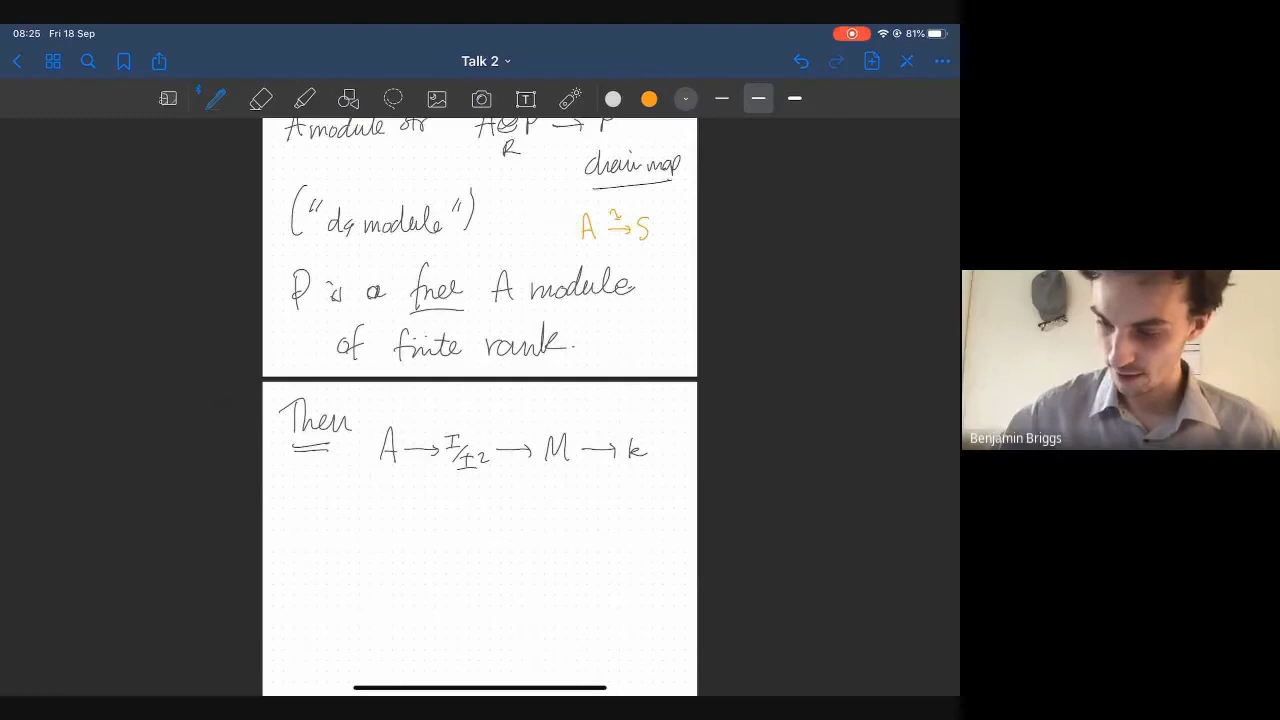 08:25 Fri 18 Sep
81%
Talk 2
T
A module str A⊗P → P
R
chain map
("dg module")
A ≃→ S
P is a free A module
of finite rank.
Then A → I/I² → M → k
Benjamin Briggs